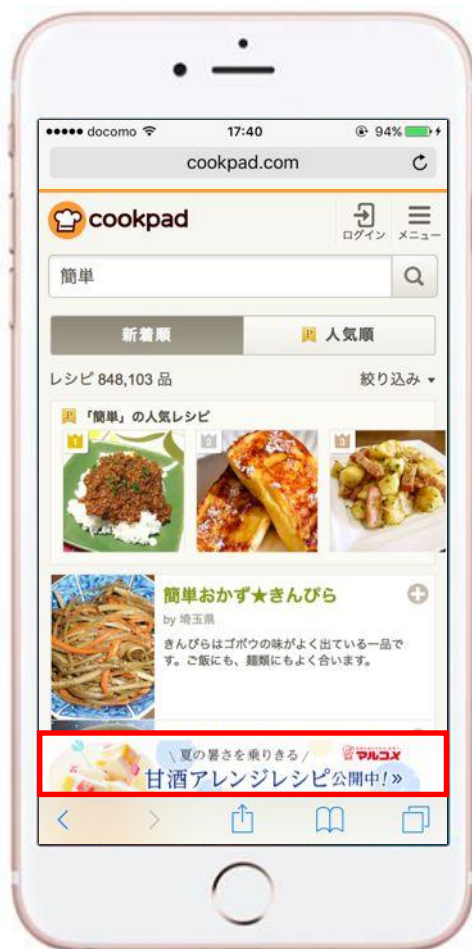 docomo 17:40 94%
cookpad.com
cookpad
ログイン メニュー
簡単
新着順 人気順
レシピ 848,103 品 絞り込み
「簡単」の人気レシピ
1 2 3
簡単おかず★きんぴら
by 埼玉県
きんぴらはゴボウの味がよく出ている一品で
す。ご飯にも、麺類にもよく合います。
\ 夏の暑さを乗りきる / マルコメ
甘酒アレンジレシピ公開中!»